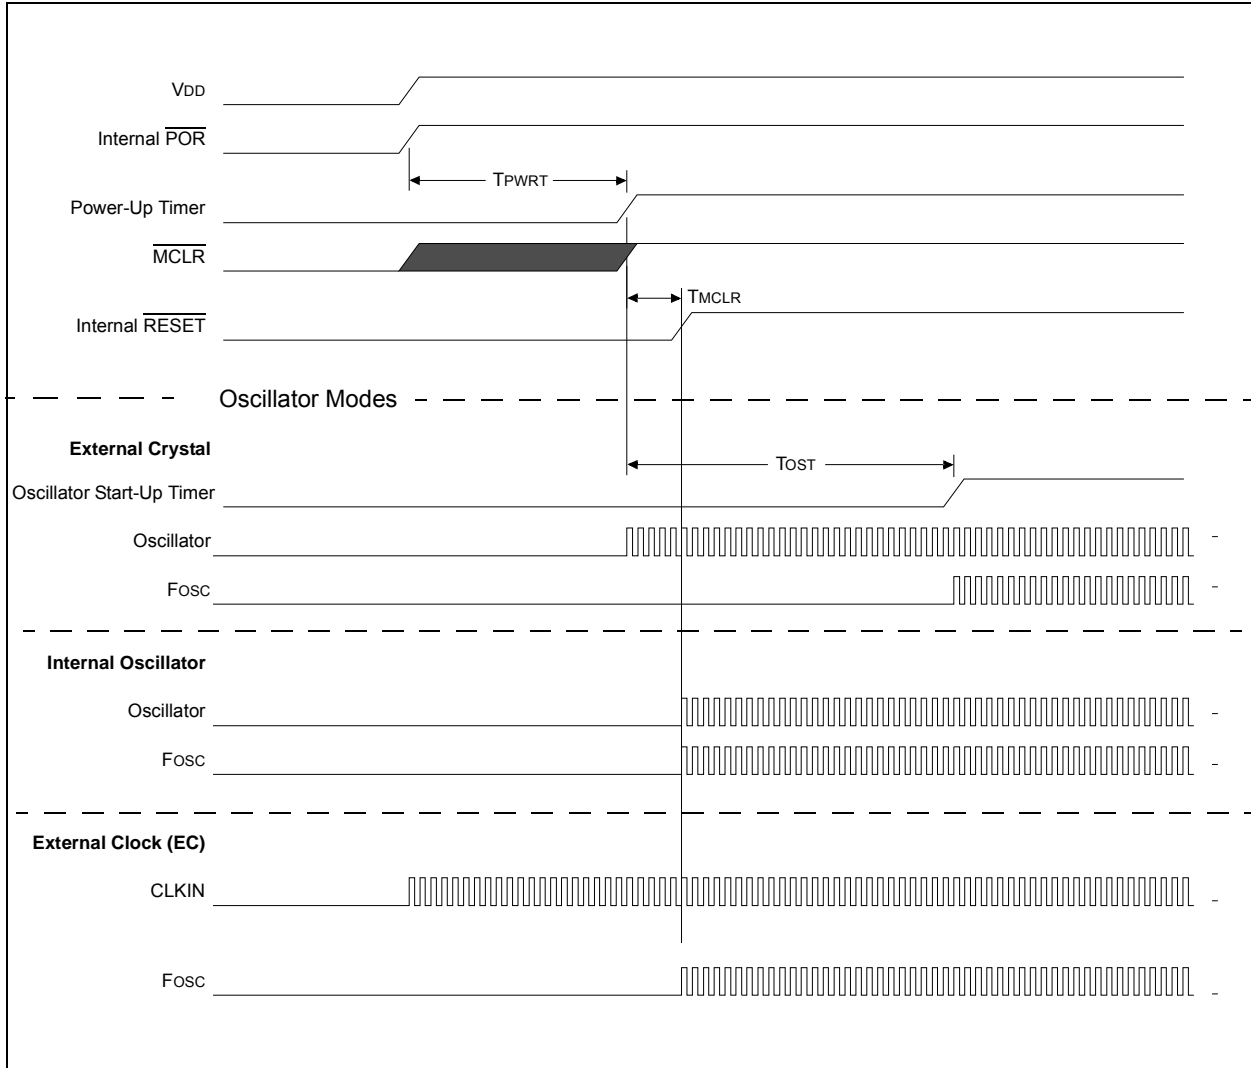 VDD
Internal POR
TPWRT
Power-Up Timer
MCLR
TMCLR
Internal RESET
Oscillator Modes
External Crystal
TOST
Oscillator Start-Up Timer
Oscillator
FOSC
Internal Oscillator
Oscillator
FOSC
External Clock (EC)
CLKIN
FOSC